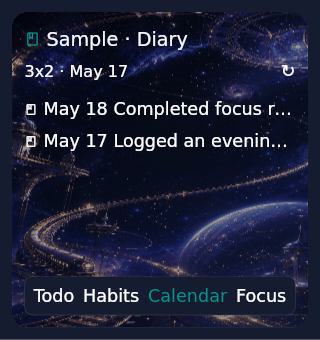 Sample · Diary
3x2 · May 17 ↻
May 18 Completed focus r...
May 17 Logged an evenin...
Todo Habits Calendar Focus